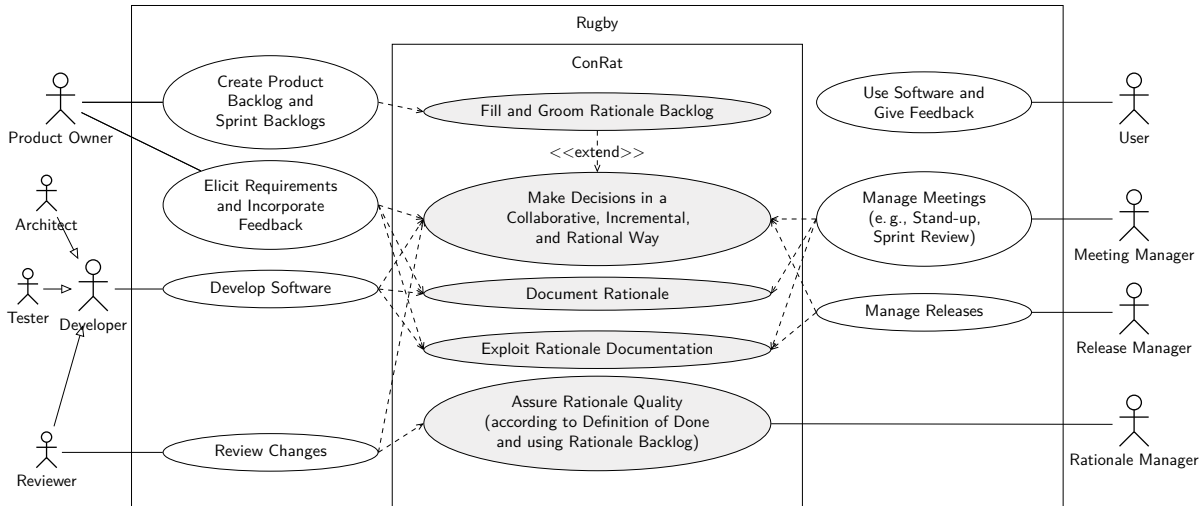 Rugby
ConRat
Create Product
Backlog and
Sprint Backlogs
Fill and Groom Rationale Backlog
Use Software and
Give Feedback
Product Owner
User
<<extend>>
Elicit Requirements
and Incorporate
Feedback
Make Decisions in a
Collaborative, Incremental,
and Rational Way
Manage Meetings
(e. g., Stand-up,
Sprint Review)
Architect
Meeting Manager
Develop Software
Document Rationale
Manage Releases
Tester
Developer
Exploit Rationale Documentation
Release Manager
Assure Rationale Quality
(according to Definition of Done
and using Rationale Backlog)
Review Changes
Reviewer
Rationale Manager